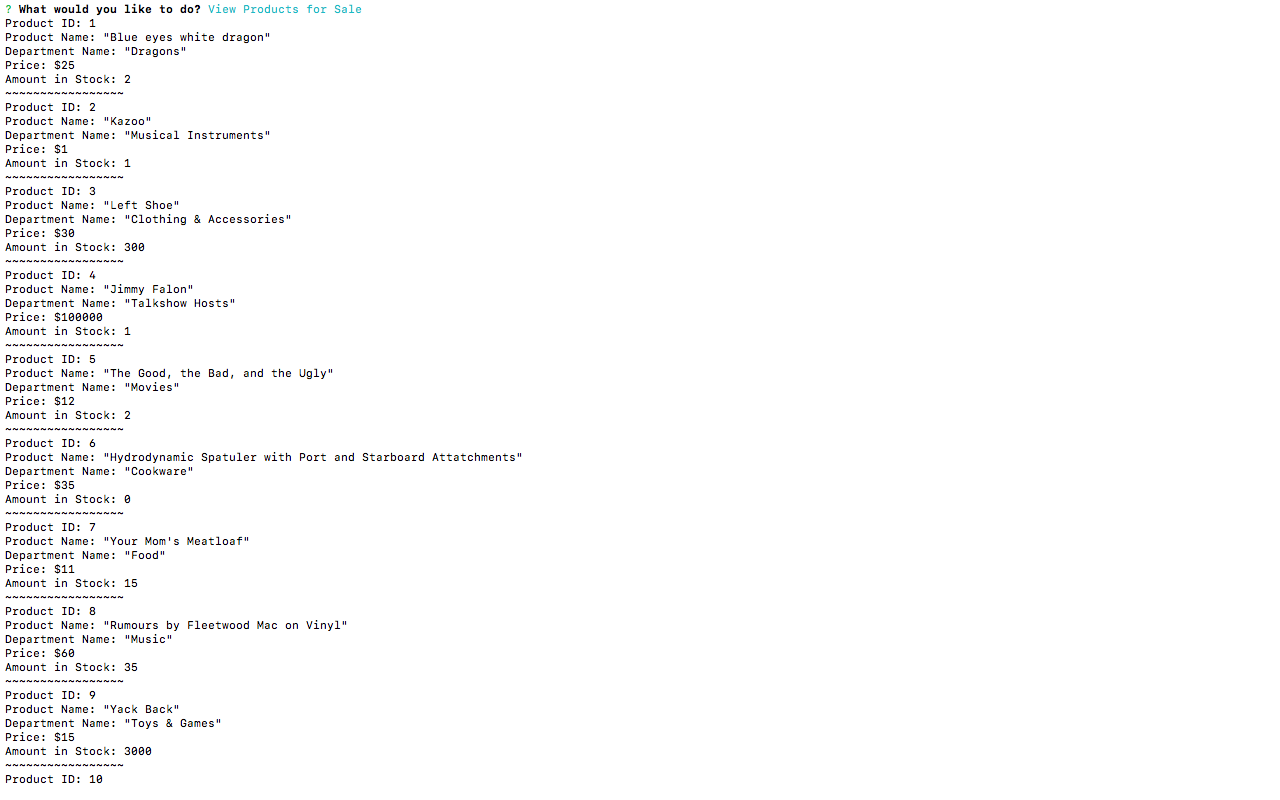 ? What would you like to do? View Products for Sale
Product ID: 1
Product Name: "Blue eyes white dragon"
Department Name: "Dragons"
Price: $25
Amount in Stock: 2
~~~~~~~~~~~~~~~~~
Product ID: 2
Product Name: "Kazoo"
Department Name: "Musical Instruments"
Price: $1
Amount in Stock: 1
~~~~~~~~~~~~~~~~~
Product ID: 3
Product Name: "Left Shoe"
Department Name: "Clothing & Accessories"
Price: $30
Amount in Stock: 300
~~~~~~~~~~~~~~~~~
Product ID: 4
Product Name: "Jimmy Falon"
Department Name: "Talkshow Hosts"
Price: $100000
Amount in Stock: 1
~~~~~~~~~~~~~~~~~
Product ID: 5
Product Name: "The Good, the Bad, and the Ugly"
Department Name: "Movies"
Price: $12
Amount in Stock: 2
~~~~~~~~~~~~~~~~~
Product ID: 6
Product Name: "Hydrodynamic Spatuler with Port and Starboard Attatchments"
Department Name: "Cookware"
Price: $35
Amount in Stock: 0
~~~~~~~~~~~~~~~~~
Product ID: 7
Product Name: "Your Mom's Meatloaf"
Department Name: "Food"
Price: $11
Amount in Stock: 15
~~~~~~~~~~~~~~~~~
Product ID: 8
Product Name: "Rumours by Fleetwood Mac on Vinyl"
Department Name: "Music"
Price: $60
Amount in Stock: 35
~~~~~~~~~~~~~~~~~
Product ID: 9
Product Name: "Yack Back"
Department Name: "Toys & Games"
Price: $15
Amount in Stock: 3000
~~~~~~~~~~~~~~~~~
Product ID: 10